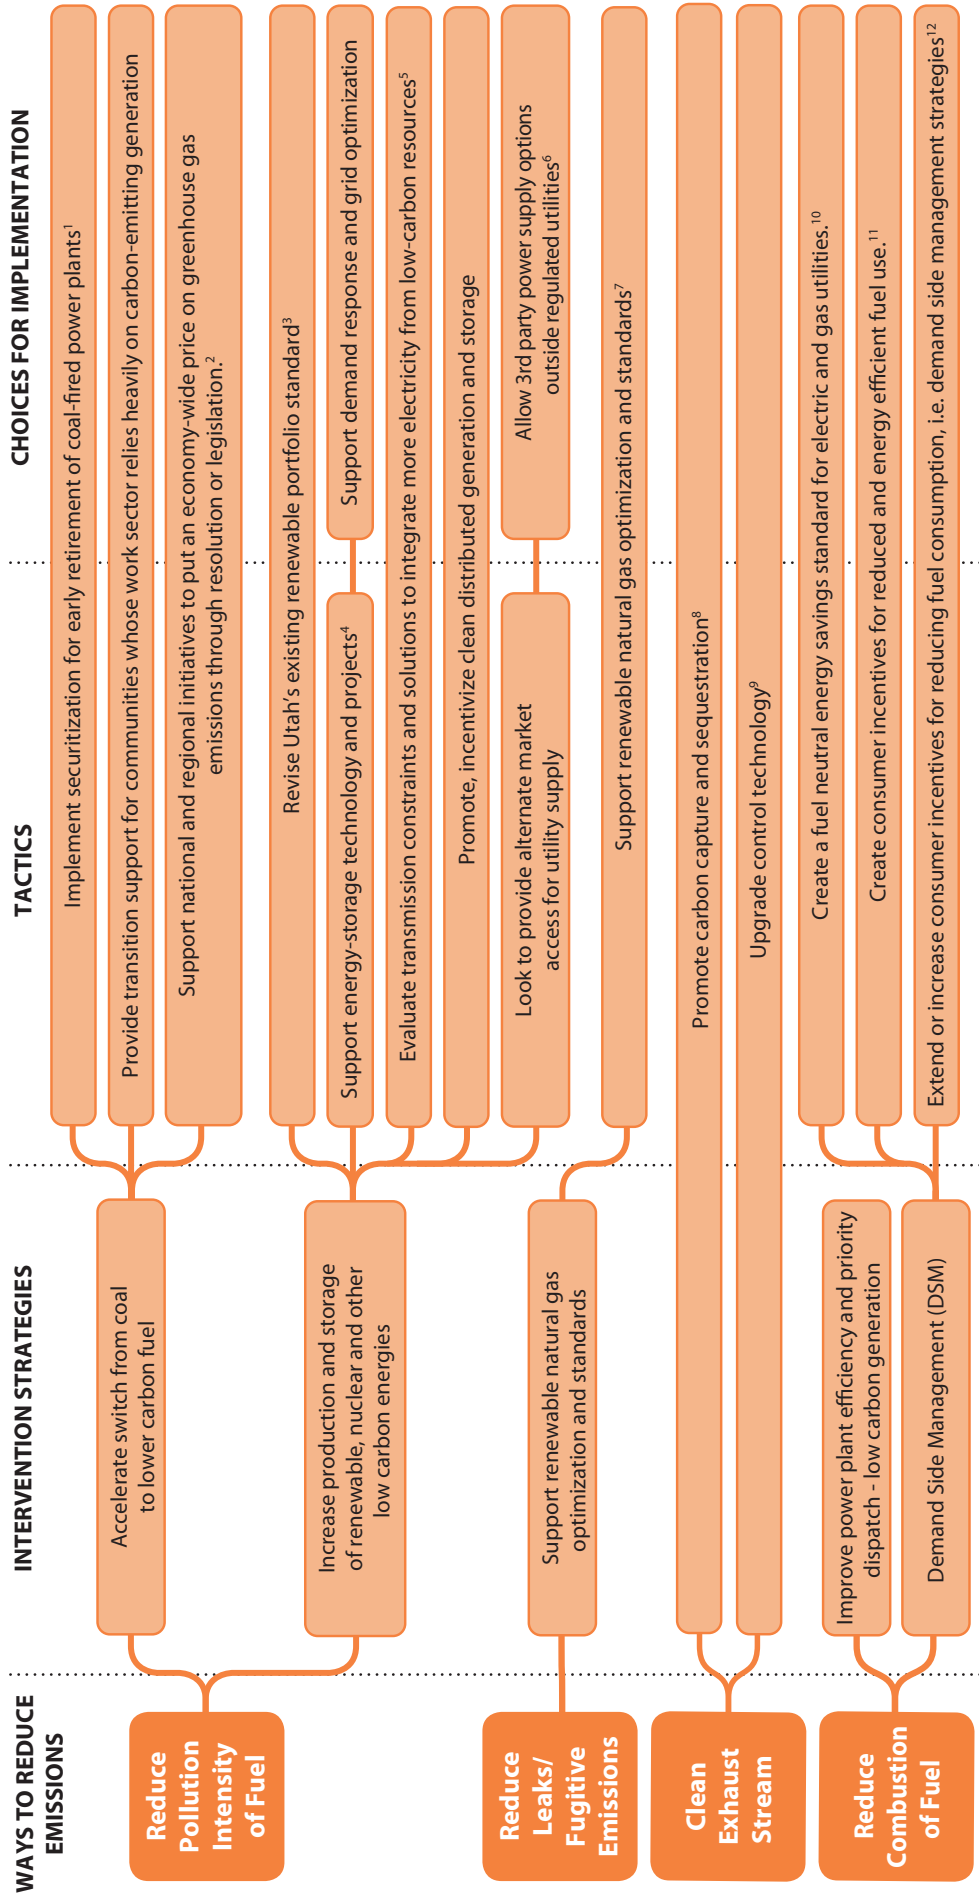 WAYS TO REDUCE
EMISSIONS
INTERVENTION STRATEGIES
TACTICS
CHOICES FOR IMPLEMENTATION
Reduce
Pollution
Intensity
of Fuel
Accelerate switch from coal
to lower carbon fuel
Implement securitization for early retirement of coal-fired power plants¹
Provide transition support for communities whose work sector relies heavily on carbon-emitting generation
Support national and regional initiatives to put an economy-wide price on greenhouse gas
emissions through resolution or legislation.²
Increase production and storage
of renewable, nuclear and other
low carbon energies
Revise Utah's existing renewable portfolio standard³
Support energy-storage technology and projects⁴
Support demand response and grid optimization
Evaluate transmission constraints and solutions to integrate more electricity from low-carbon resources⁵
Promote, incentivize clean distributed generation and storage
Look to provide alternate market
access for utility supply
Allow 3rd party power supply options
outside regulated utilities⁶
Reduce
Leaks/
Fugitive
Emissions
Support renewable natural gas
optimization and standards
Support renewable natural gas optimization and standards⁷
Clean
Exhaust
Stream
Promote carbon capture and sequestration⁸
Upgrade control technology⁹
Reduce
Combustion
of Fuel
Improve power plant efficiency and priority
dispatch - low carbon generation
Demand Side Management (DSM)
Create a fuel neutral energy savings standard for electric and gas utilities.¹⁰
Create consumer incentives for reduced and energy efficient fuel use.¹¹
Extend or increase consumer incentives for reducing fuel consumption, i.e. demand side management strategies¹²